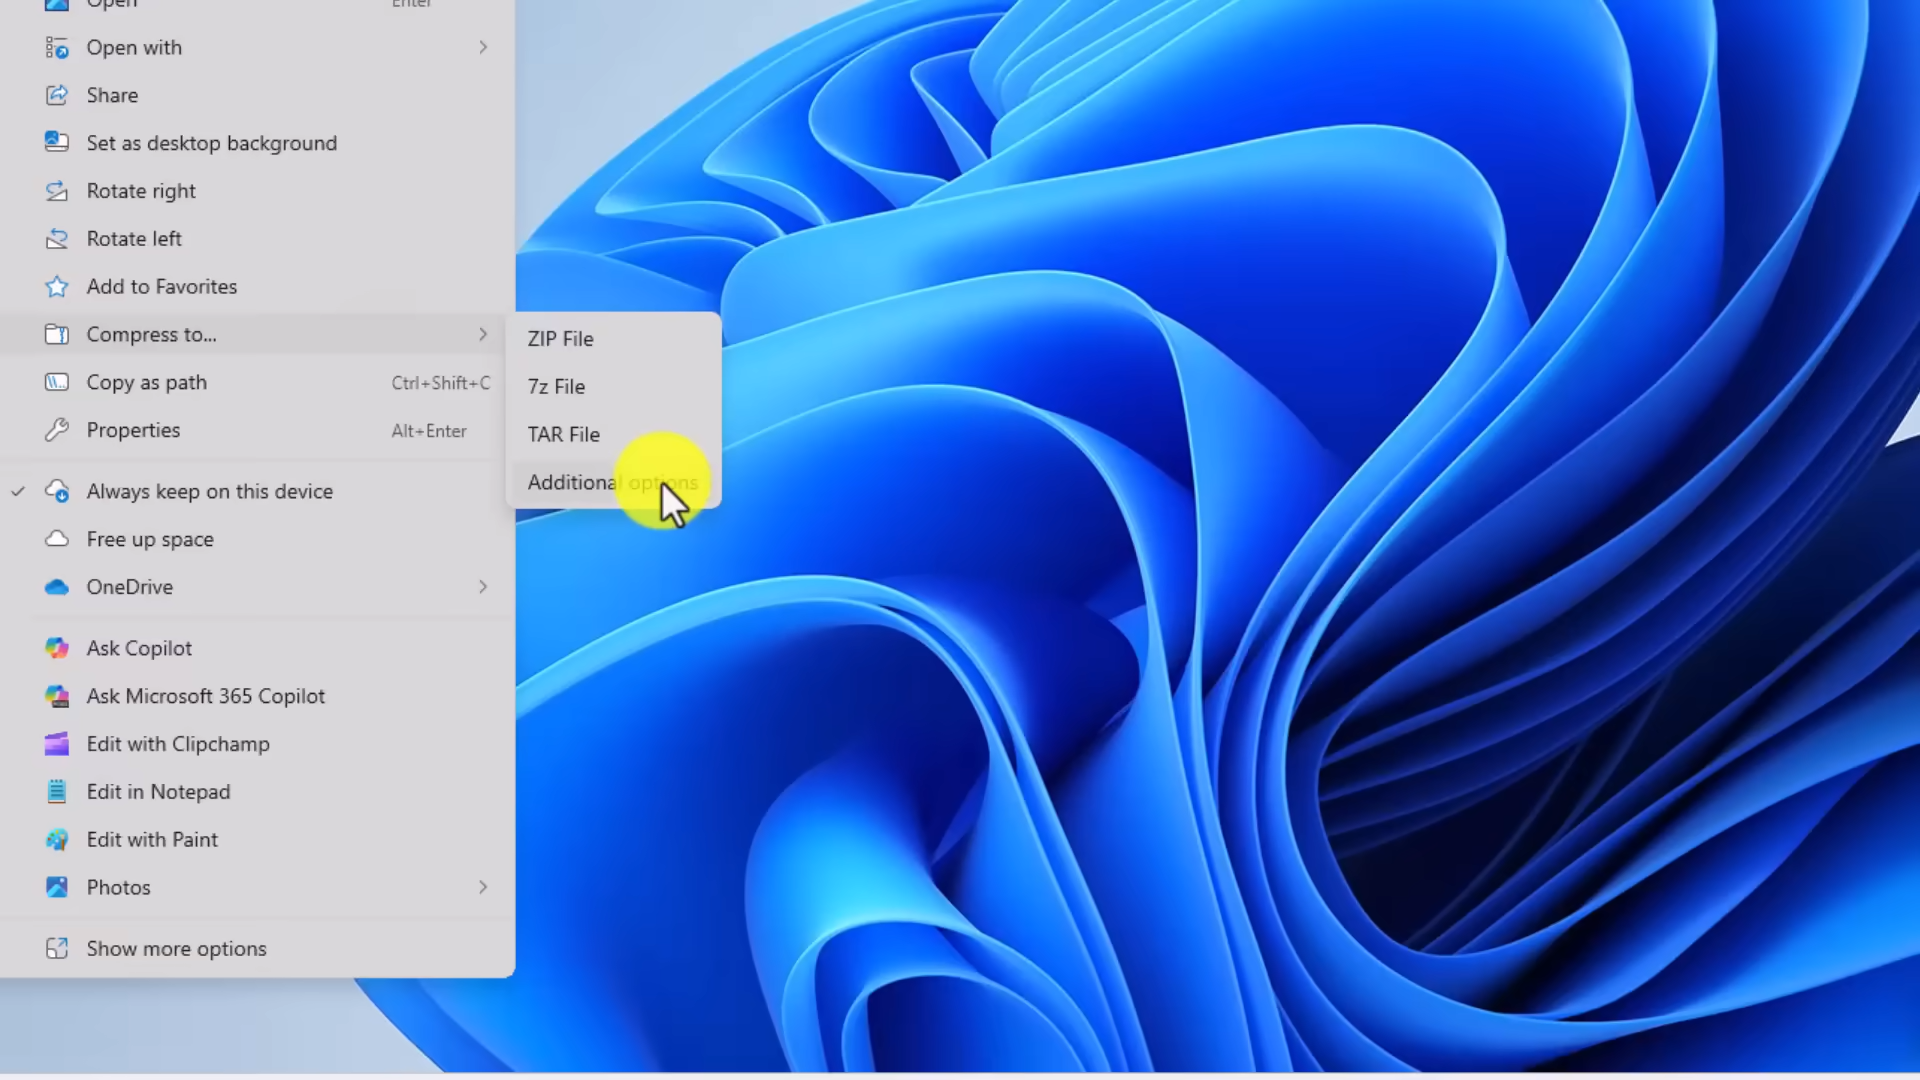 Open Enter
Open with
Share
Set as desktop background
Rotate right
Rotate left
Add to Favorites
Compress to...
Copy as path Ctrl+Shift+C
Properties Alt+Enter
Always keep on this device
Free up space
OneDrive
Ask Copilot
Ask Microsoft 365 Copilot
Edit with Clipchamp
Edit in Notepad
Edit with Paint
Photos
Show more options
ZIP File
7z File
TAR File
Additional options